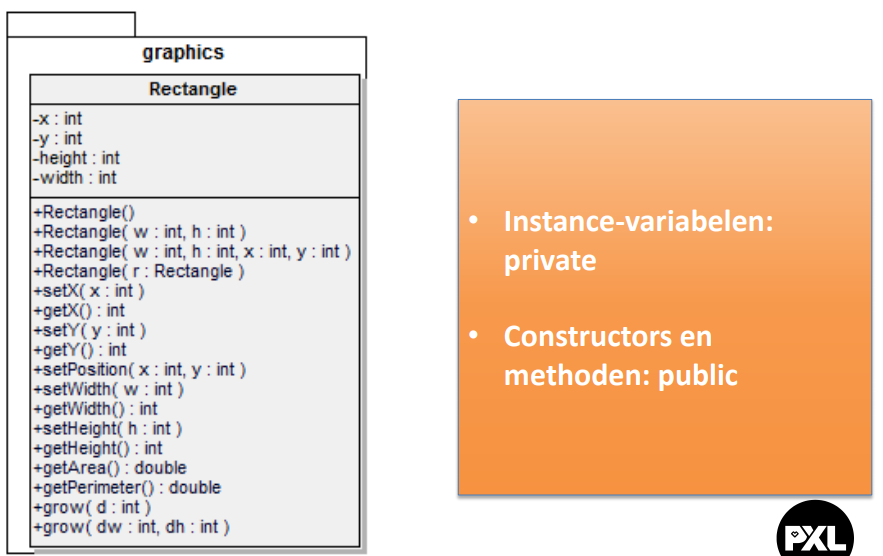 graphics
Rectangle
-x : int
-y : int
-height : int
-width : int
+Rectangle()
+Rectangle( w : int, h : int )
+Rectangle( w : int, h : int, x : int, y : int )
+Rectangle( r : Rectangle )
+setX( x : int )
+getX() : int
+setY( y : int )
+getY() : int
+setPosition( x : int, y : int )
+setWidth( w : int )
+getWidth() : int
+setHeight( h : int )
+getHeight() : int
+getArea() : double
+getPerimeter() : double
+grow( d : int )
+grow( dw : int, dh : int )
• Instance-variabelen:
private
• Constructors en
methoden: public
PXL